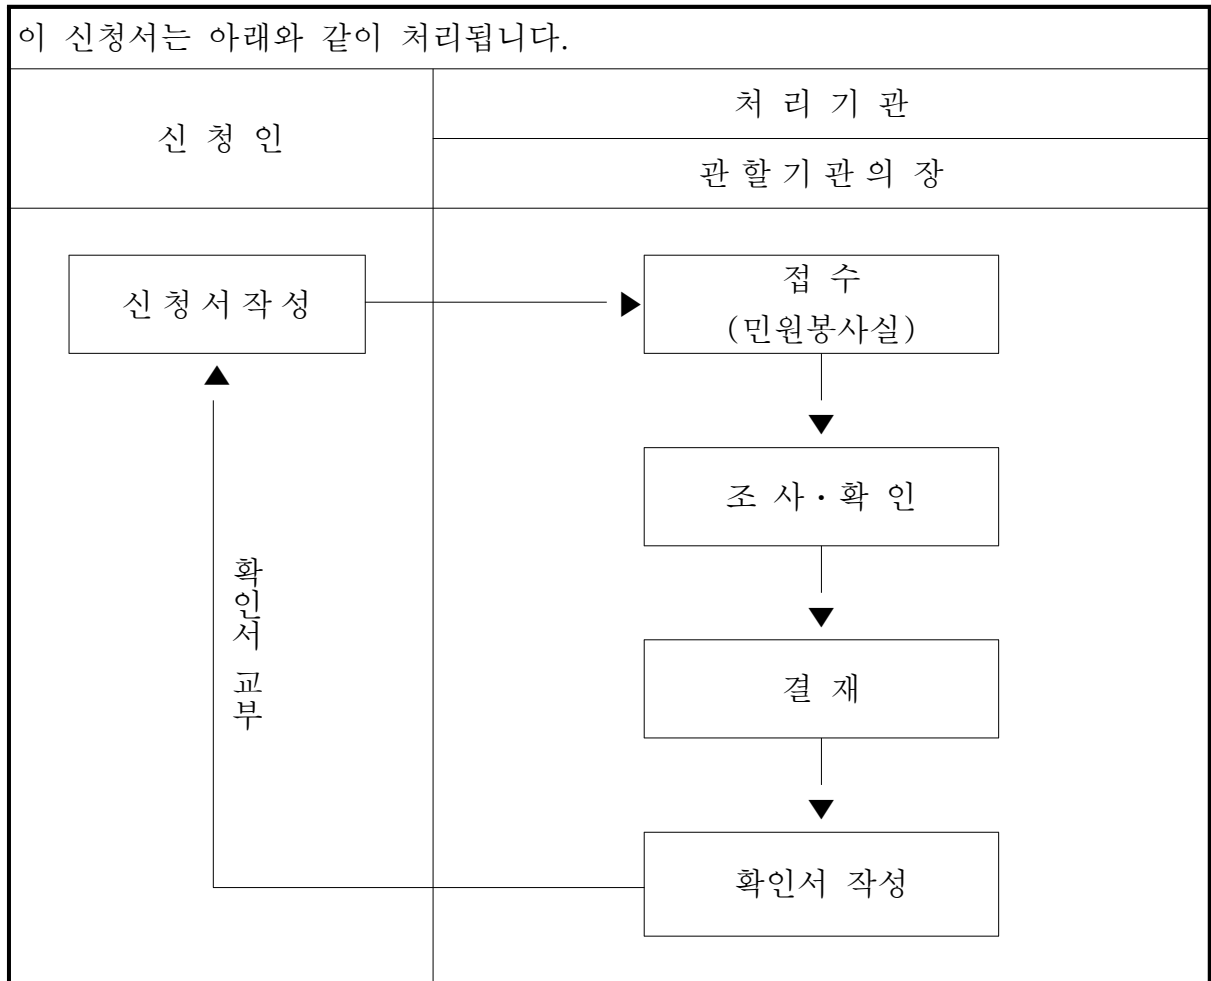 이 신청서는 아래와 같이 처리됩니다.
신 청 인
처 리 기 관
관 할 기 관 의 장
신 청 서 작 성
접 수
(민원봉사실)
조 사 · 확 인
결 재
확인서 작성
확인서 교부